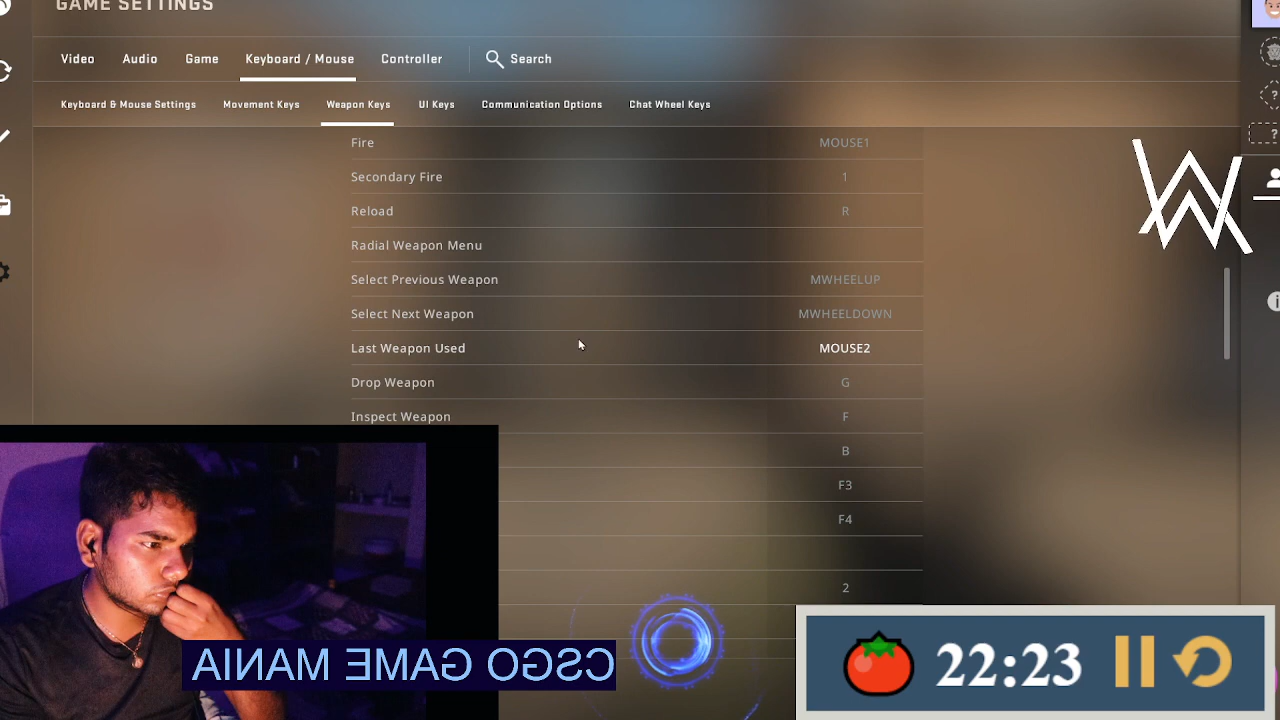 GAME SETTINGS
Video Audio Game Keyboard / Mouse Controller Search
Keyboard & Mouse Settings Movement Keys Weapon Keys UI Keys Communication Options Chat Wheel Keys
Fire MOUSE1
Secondary Fire 1
Reload R
Radial Weapon Menu
Select Previous Weapon MWHEELUP
Select Next Weapon MWHEELDOWN
Last Weapon Used MOUSE2
Drop Weapon G
Inspect Weapon F
B
F3
F4
2
CSGO GAME MANIA
22:23